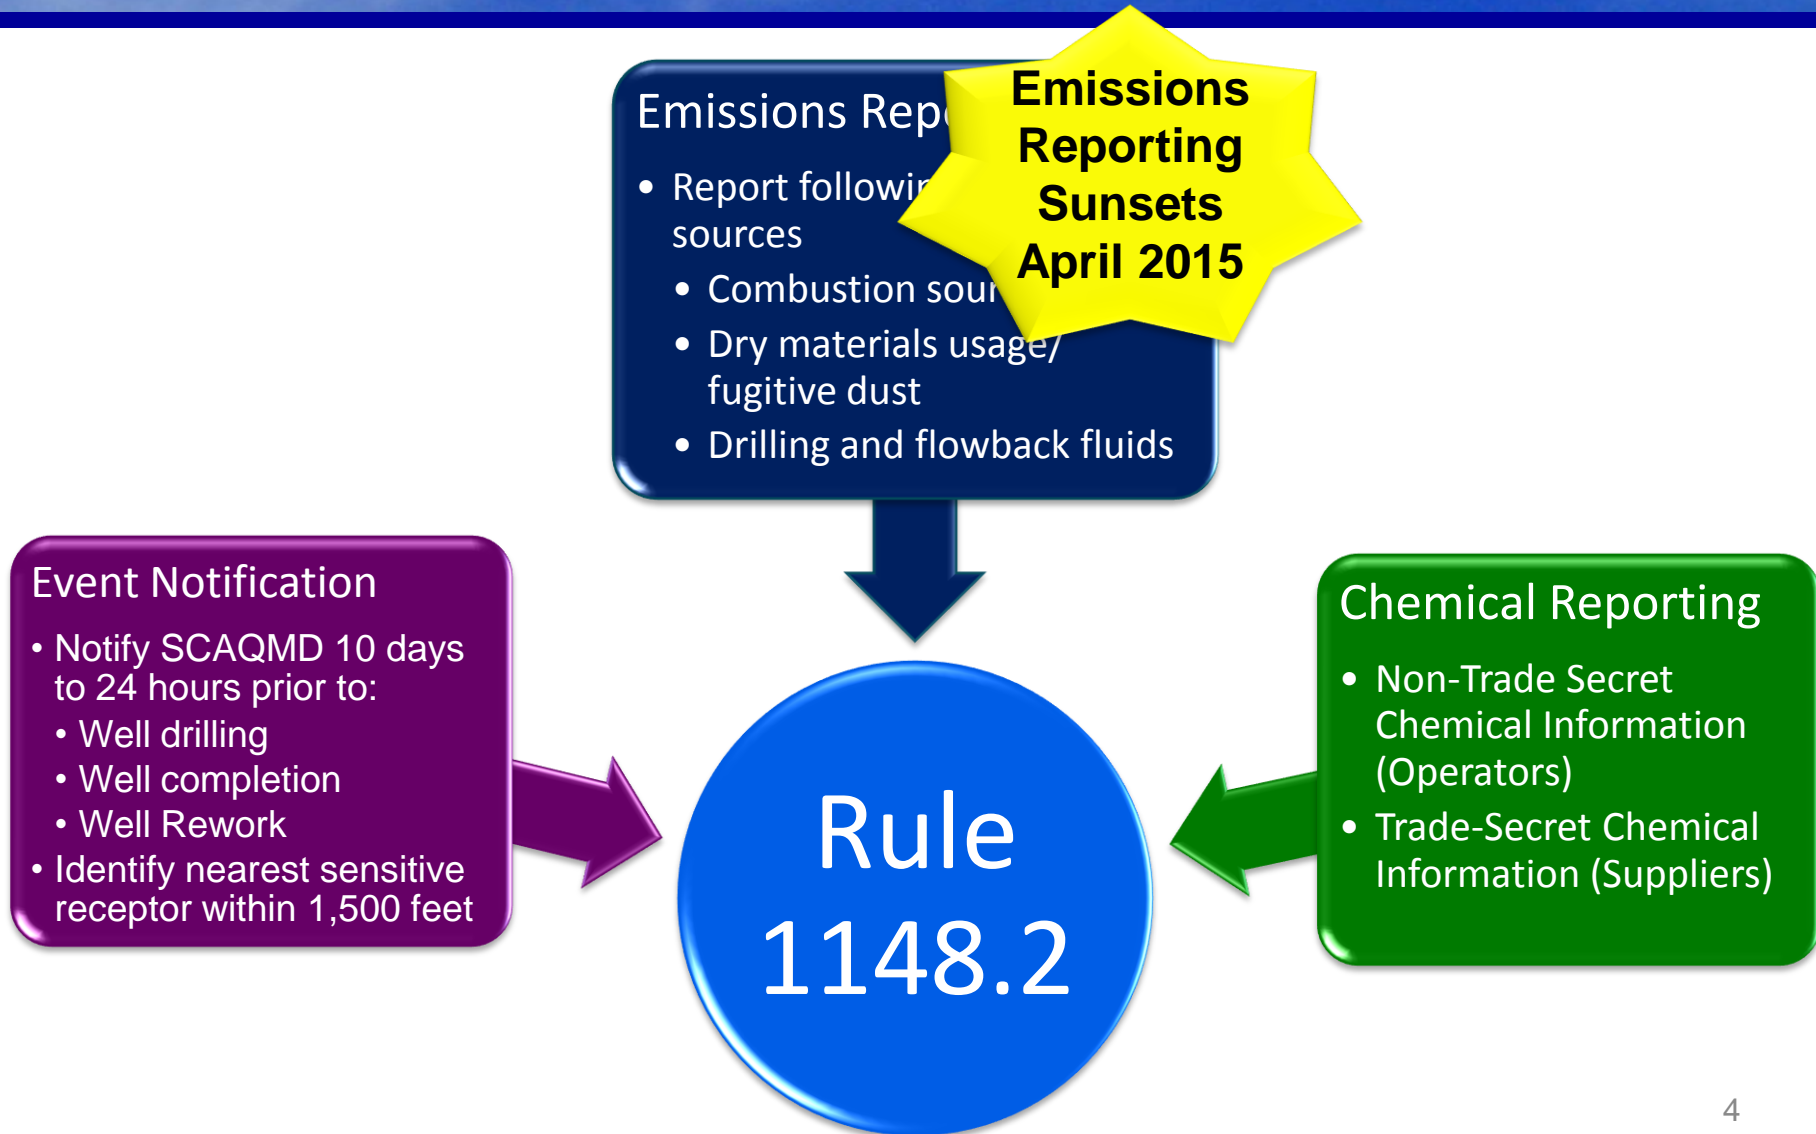 Emissions
Reporting
Sunsets
April 2015
Emissions
• Report
sources
• Combustion
• Dry materials usage/
fugitive dust
• Drilling and flowback fluids
Event Notification
• Notify SCAQMD 10 days
to 24 hours prior to:
• Well drilling
• Well completion
• Well Rework
• Identify nearest sensitive
receptor within 1,500 feet
Chemical Reporting
• Non-Trade Secret
Chemical Information
(Operators)
• Trade-Secret Chemical
Information (Suppliers)
Rule
1148.2
4